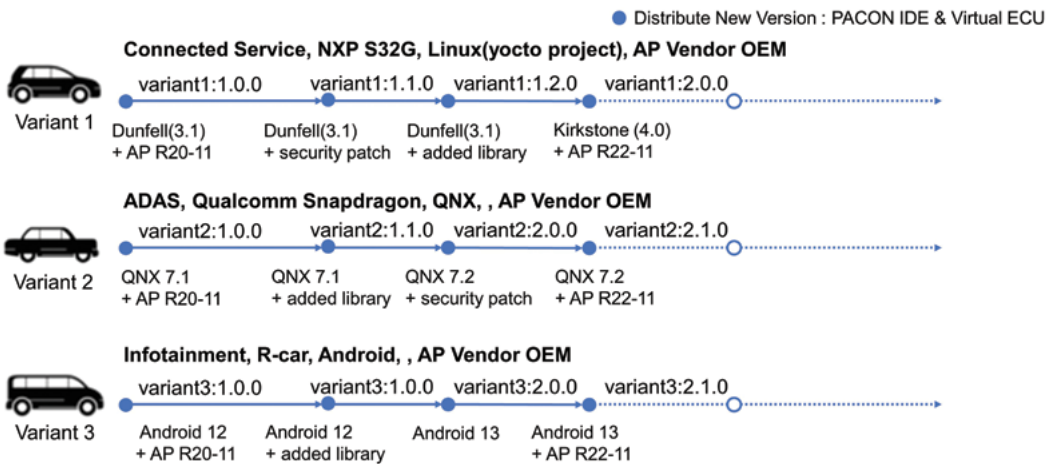 Distribute New Version : PACON IDE & Virtual ECU
Connected Service, NXP S32G, Linux(yocto project), AP Vendor OEM
variant1:1.0.0 variant1:1.1.0 variant1:1.2.0 variant1:2.0.0
Variant 1
Dunfell(3.1) Dunfell(3.1) Dunfell(3.1) Kirkstone (4.0)
+ AP R20-11 + security patch + added library + AP R22-11
ADAS, Qualcomm Snapdragon, QNX, , AP Vendor OEM
variant2:1.0.0 variant2:1.1.0 variant2:2.0.0 variant2:2.1.0
Variant 2
QNX 7.1 QNX 7.1 QNX 7.2 QNX 7.2
+ AP R20-11 + added library + security patch + AP R22-11
Infotainment, R-car, Android, , AP Vendor OEM
variant3:1.0.0 variant3:1.0.0 variant3:2.0.0 variant3:2.1.0
Variant 3
Android 12 Android 12 Android 13 Android 13
+ AP R20-11 + added library + AP R22-11